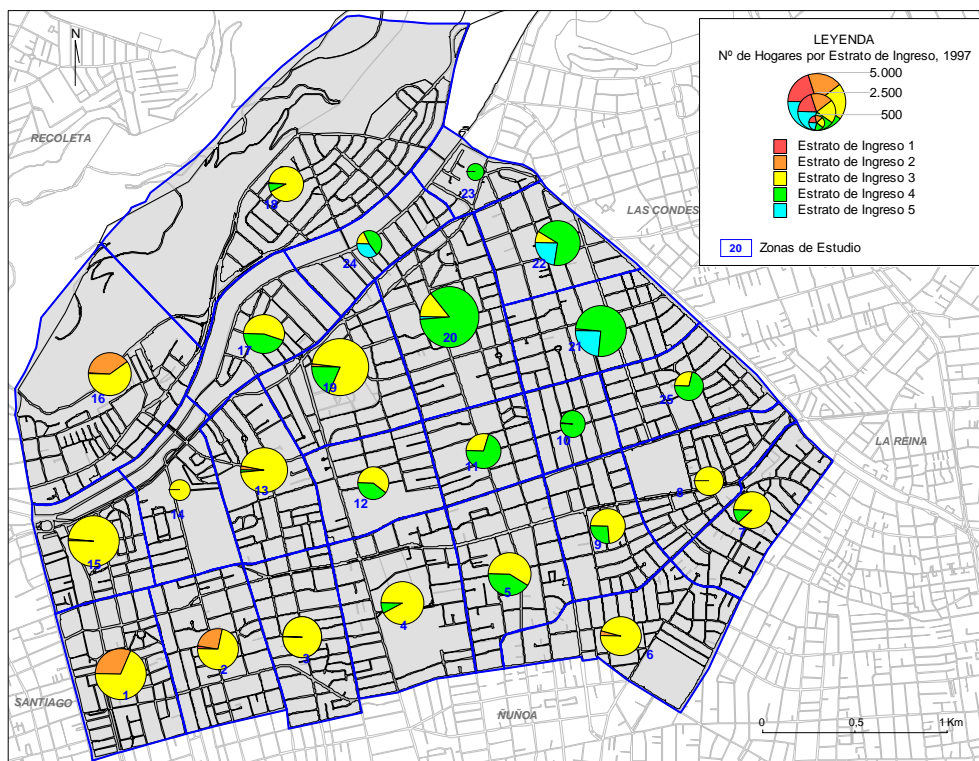 LEYENDA
Nº de Hogares por Estrato de Ingreso, 1997
5.000
2.500
500
Estrato de Ingreso 1
Estrato de Ingreso 2
Estrato de Ingreso 3
Estrato de Ingreso 4
Estrato de Ingreso 5
20 Zonas de Estudio
N
RECOLETA
LAS CONDES
23
18
24
22
20
21
17
19
16
25
10
11
13
12
8
14
7
9
15
5
4
6
3
2
1
LA REINA
SANTIAGO
ÑUÑOA
0 0,5 1 Km